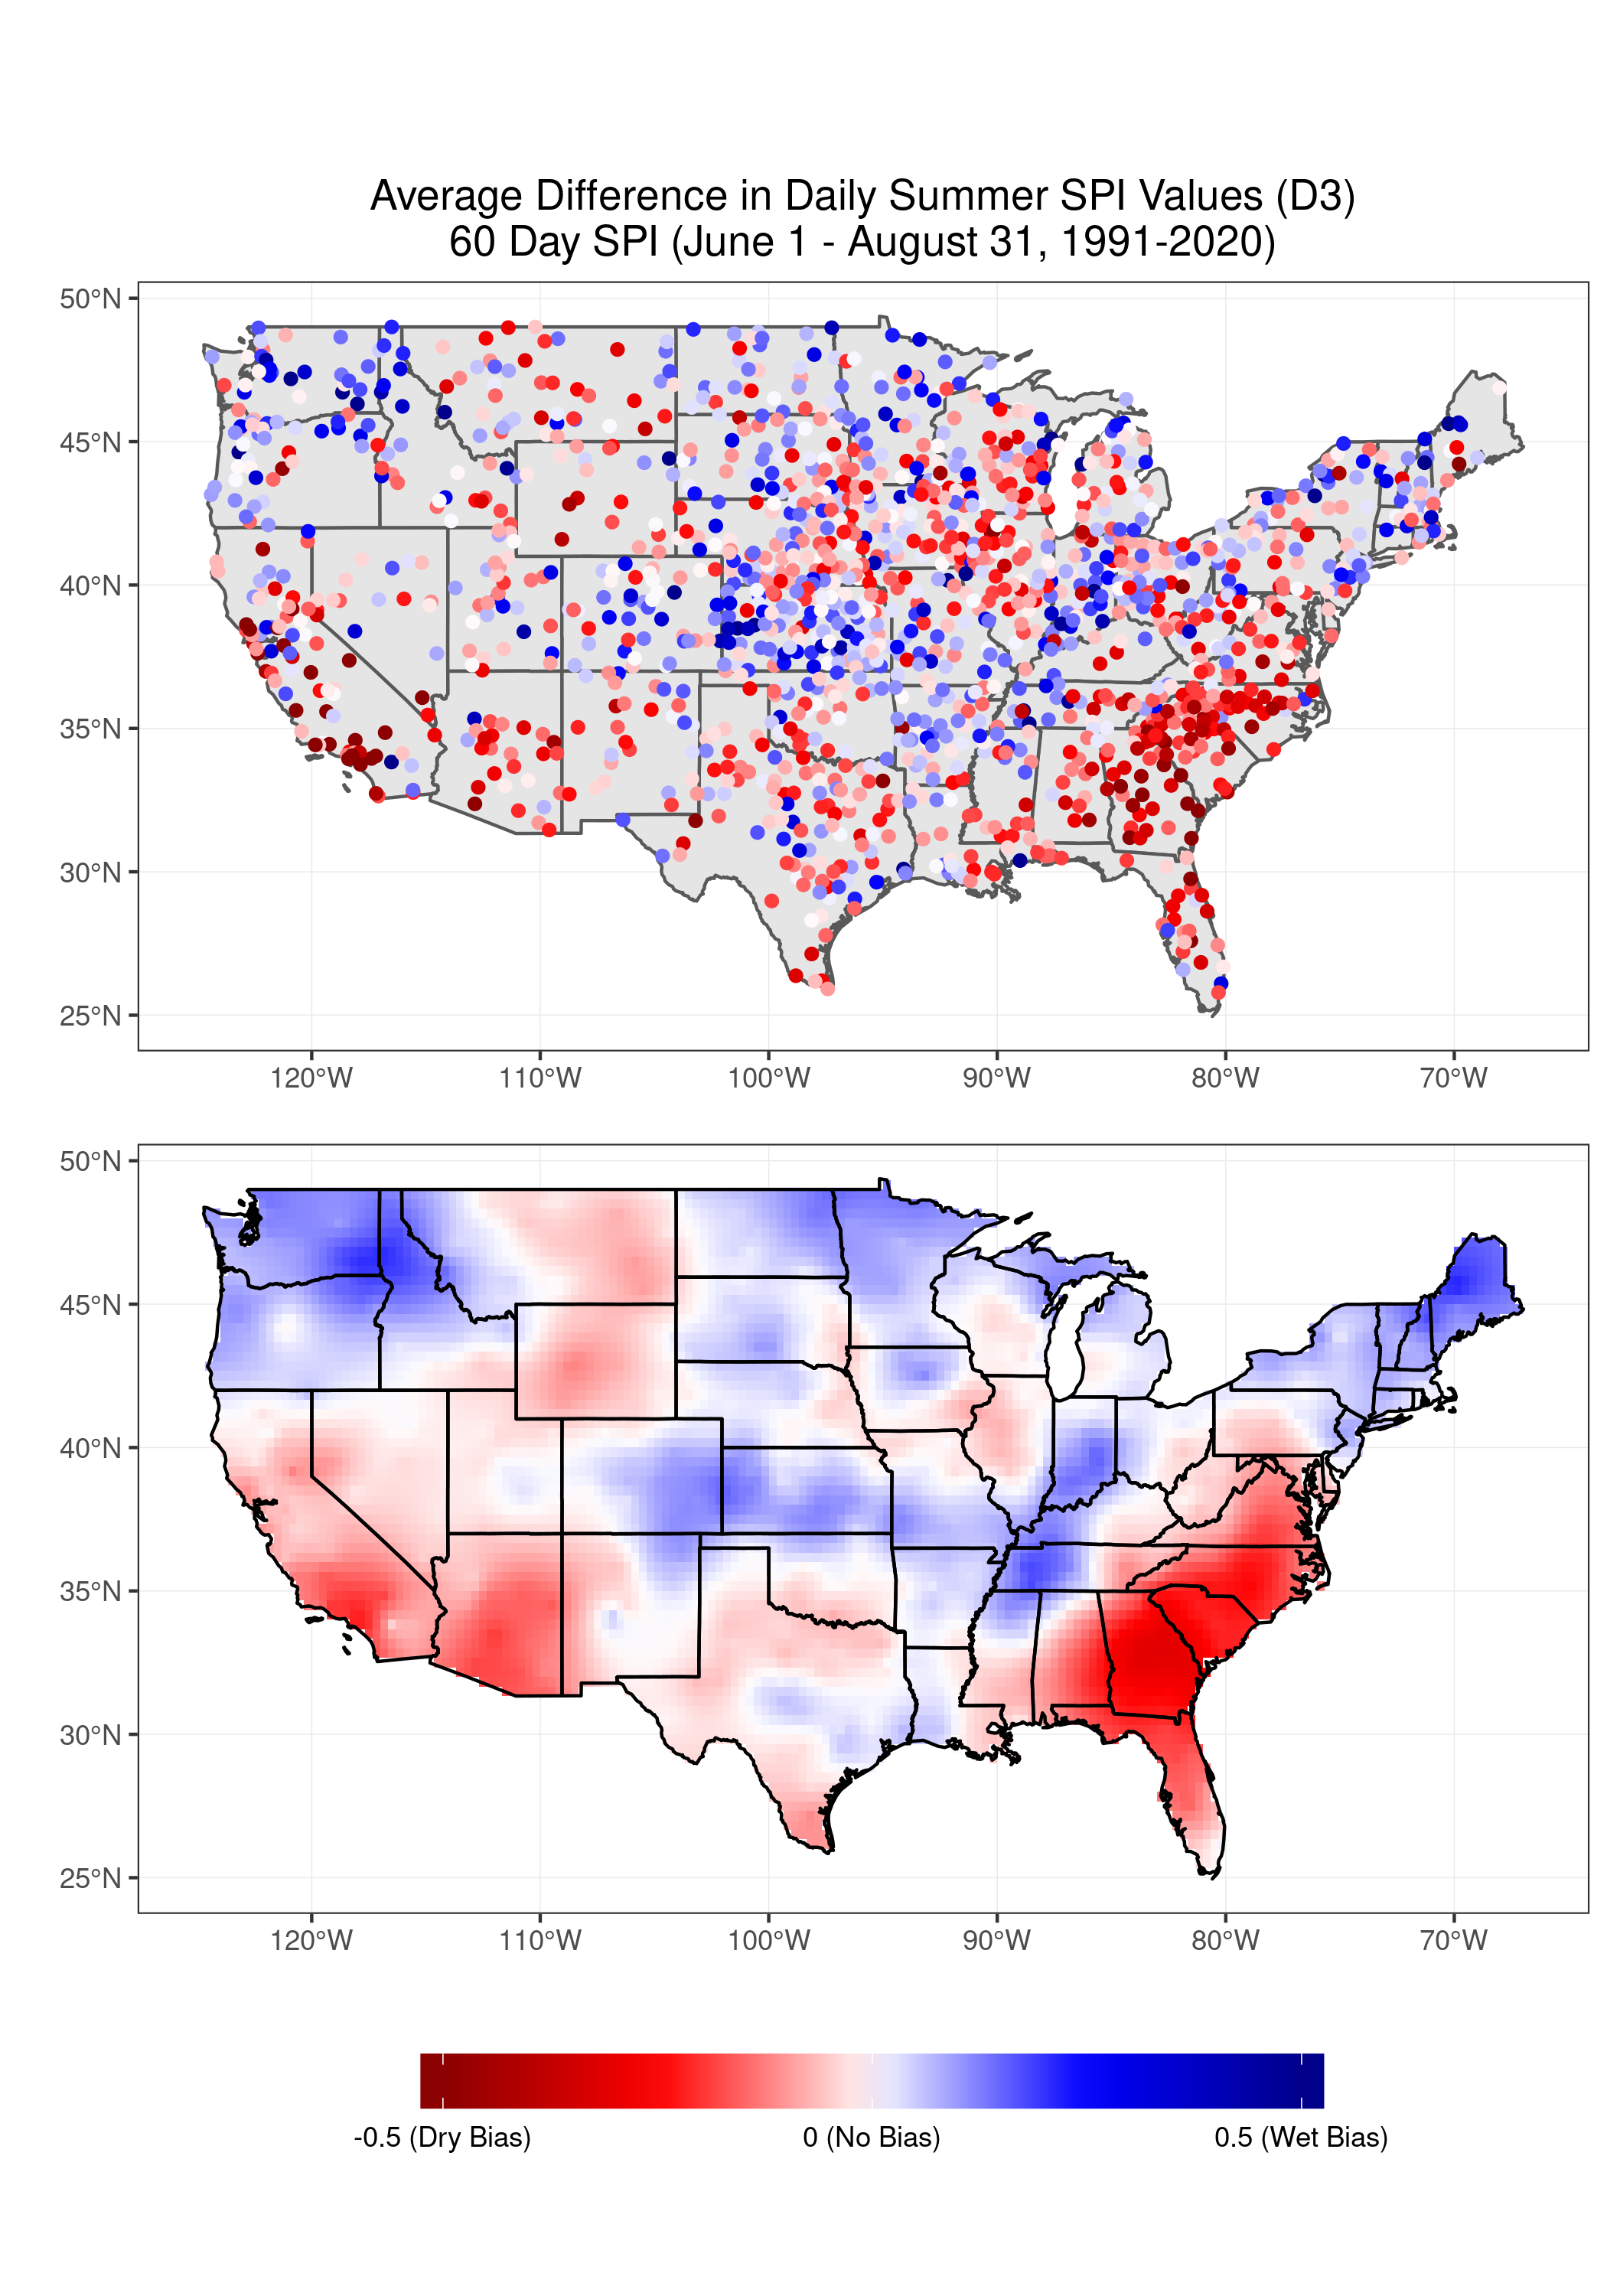 Average Difference in Daily Summer SPI Values (D3)
60 Day SPI (June 1 - August 31, 1991-2020)
50°N
45°N
40°N
35°N
30°N
25°N
120°W 110°W 100°W 90°W 80°W 70°W
50°N
45°N
40°N
35°N
30°N
25°N
120°W 110°W 100°W 90°W 80°W 70°W
-0.5 (Dry Bias) 0 (No Bias) 0.5 (Wet Bias)